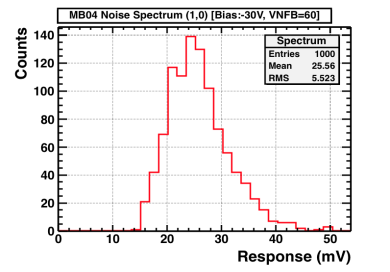 MB04 Noise Spectrum (1,0) [Bias:-30V, VNFB=60]
Spectrum
Entries 1000
Mean 25.56
RMS 5.523
Counts
140
120
100
80
60
40
20
0
0 10 20 30 40 50
Response (mV)